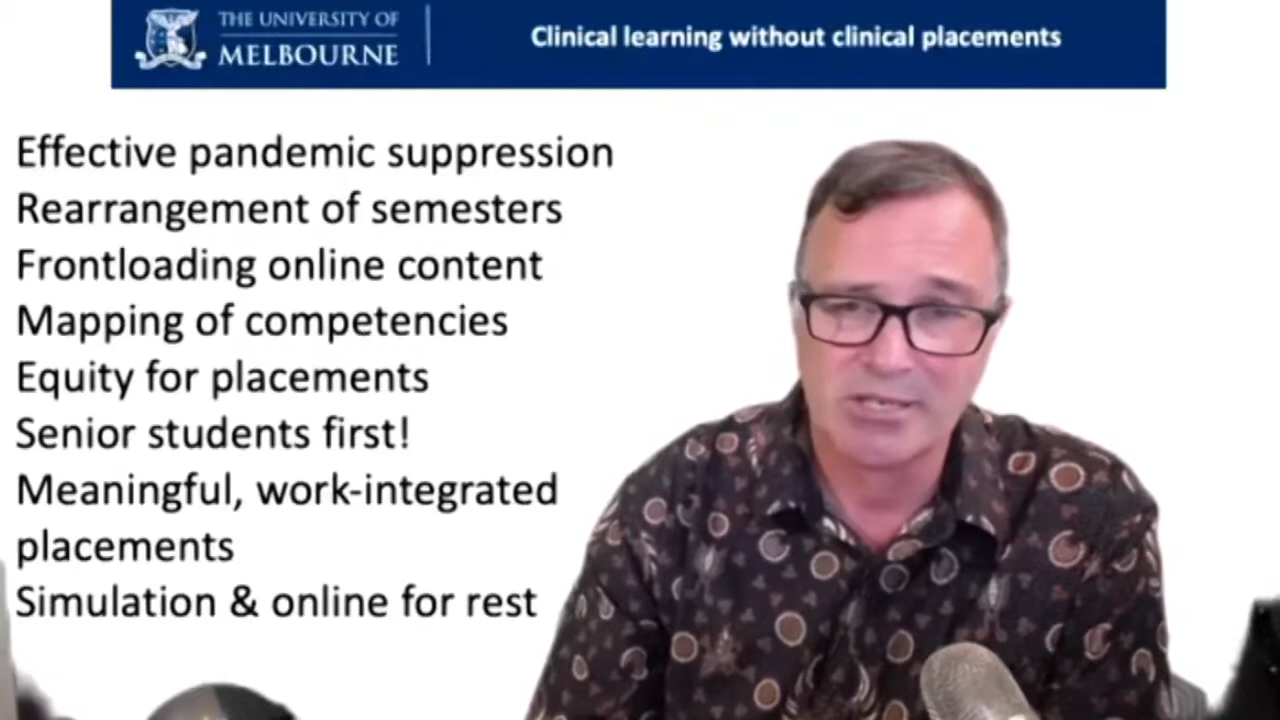 THE UNIVERSITY OF
MELBOURNE
Clinical learning without clinical placements
Effective pandemic suppression
Rearrangement of semesters
Frontloading online content
Mapping of competencies
Equity for placements
Senior students first!
Meaningful, work-integrated
placements
Simulation & online for rest